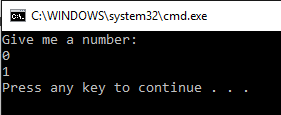 C:\WINDOWS\system32\cmd.exe
Give me a number:
0
1
Press any key to continue . . .